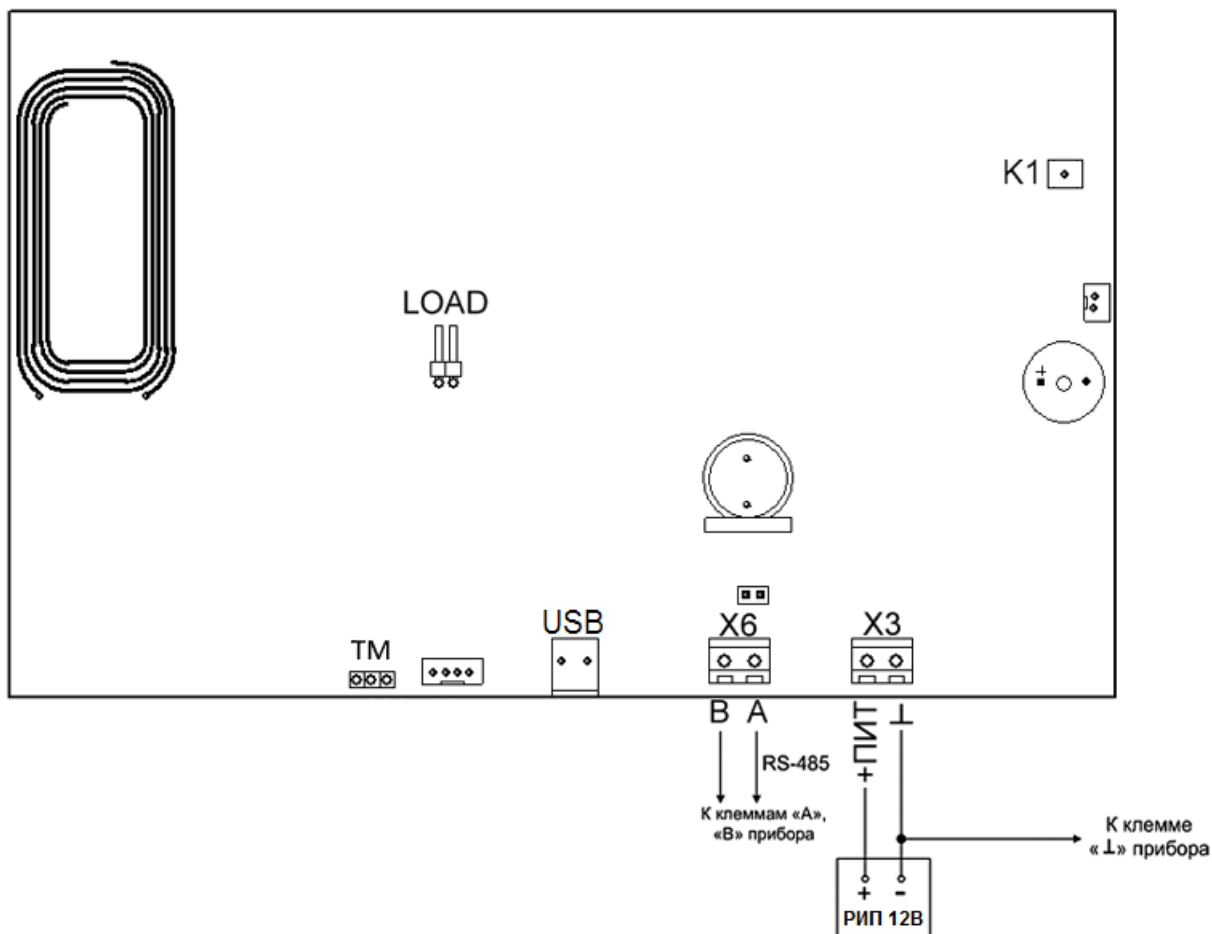 K1
LOAD
+
USB
X6
X3
TM
B A
+ПИТ
⊥
RS-485
К клеммам «А»,
«В» прибора
К клемме
«⊥» прибора
+ -
РИП 12В